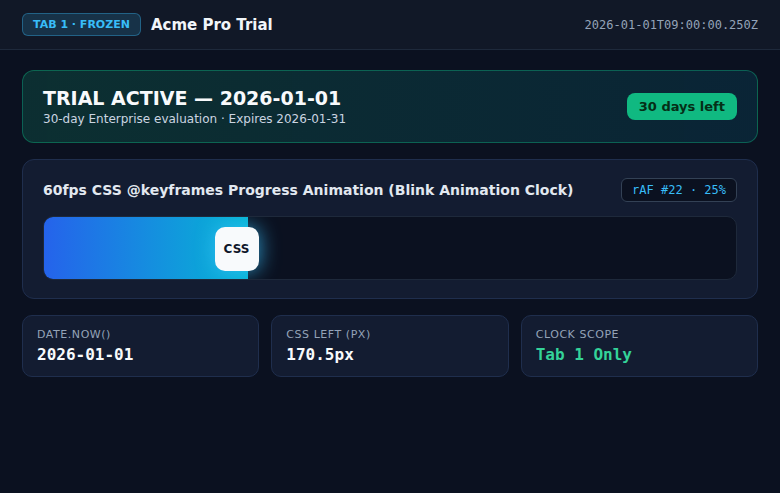 TAB 1 · FROZEN Acme Pro Trial 2026-01-01T09:00:00.250Z
TRIAL ACTIVE — 2026-01-01
30-day Enterprise evaluation · Expires 2026-01-31
30 days left
60fps CSS @keyframes Progress Animation (Blink Animation Clock) rAF #22 · 25%
CSS
DATE.NOW()
2026-01-01
CSS LEFT (PX)
170.5px
CLOCK SCOPE
Tab 1 Only